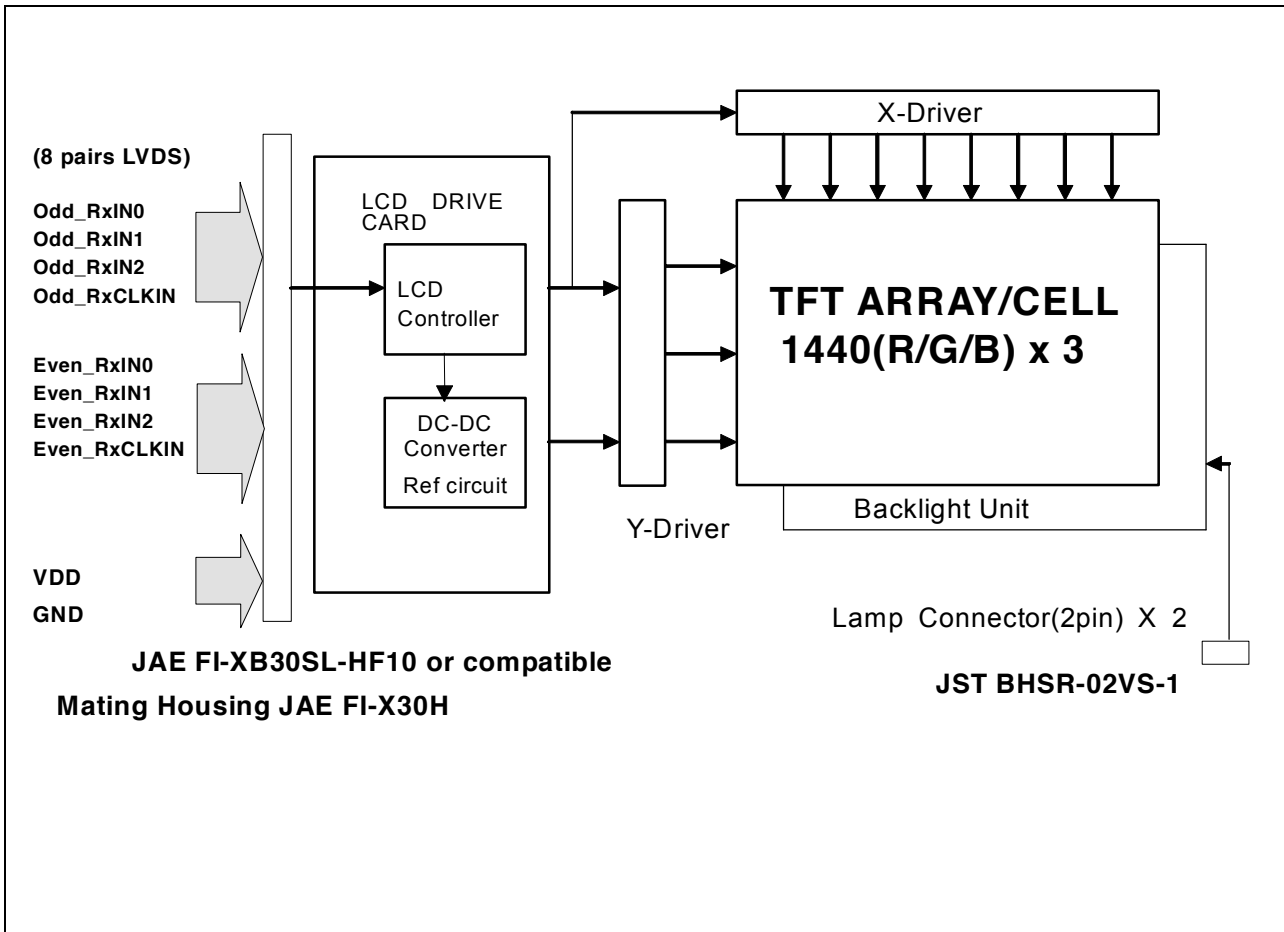 (8 pairs LVDS)
Odd_RxIN0
Odd_RxIN1
Odd_RxIN2
Odd_RxCLKIN
Even_RxIN0
Even_RxIN1
Even_RxIN2
Even_RxCLKIN
VDD
GND
LCD DRIVE
CARD
LCD
Controller
DC-DC
Converter
Ref circuit
X-Driver
Y-Driver
TFT ARRAY/CELL
1440(R/G/B) x 3
Backlight Unit
Lamp Connector(2pin) X 2
JST BHSR-02VS-1
JAE FI-XB30SL-HF10 or compatible
Mating Housing JAE FI-X30H